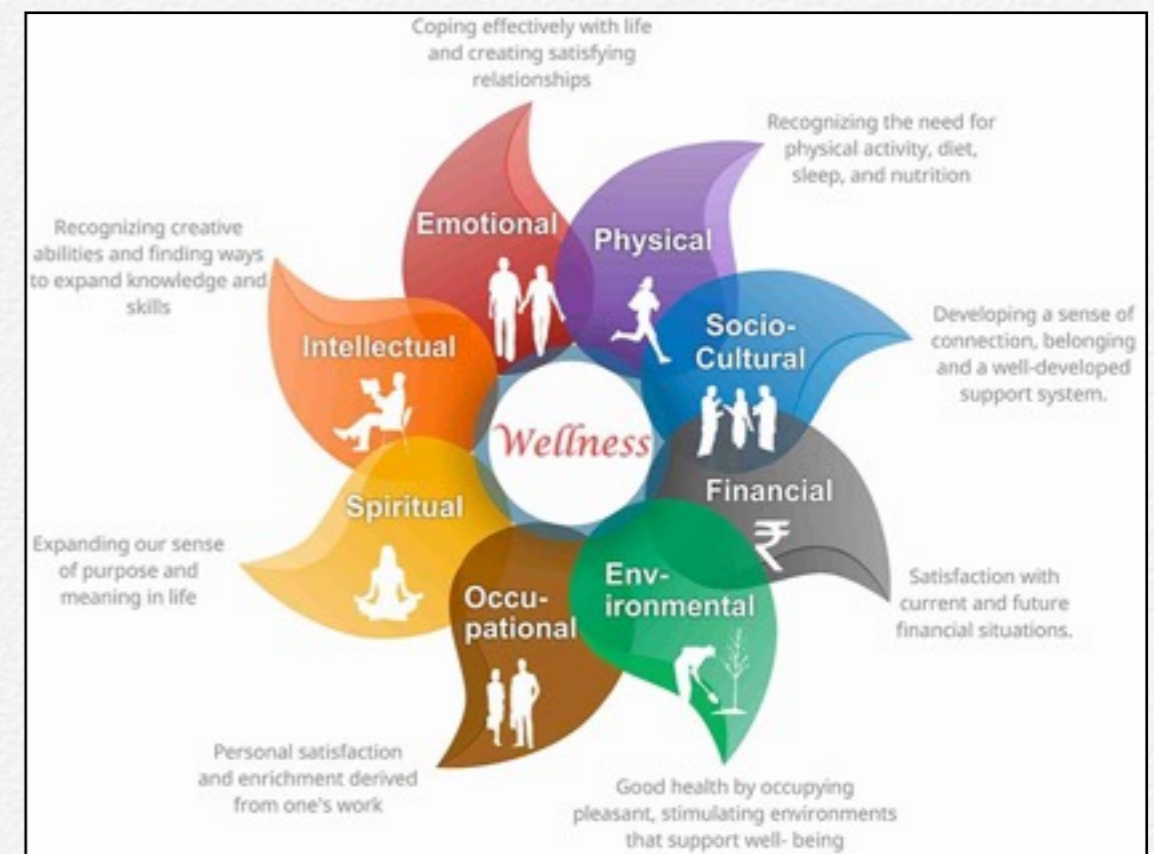 Coping effectively with life
and creating satisfying
relationships
Emotional
Recognizing the need for
physical activity, diet,
sleep, and nutrition
Physical
Developing a sense of
connection, belonging
and a well-developed
support system.
Socio-
Cultural
Financial
₹
Satisfaction with
current and future
financial situations.
Env-
ironmental
Good health by occupying
pleasant, stimulating environments
that support well- being
Occu-
pational
Personal satisfaction
and enrichment derived
from one's work
Spiritual
Expanding our sense
of purpose and
meaning in life
Intellectual
Recognizing creative
abilities and finding ways
to expand knowledge and
skills
Wellness